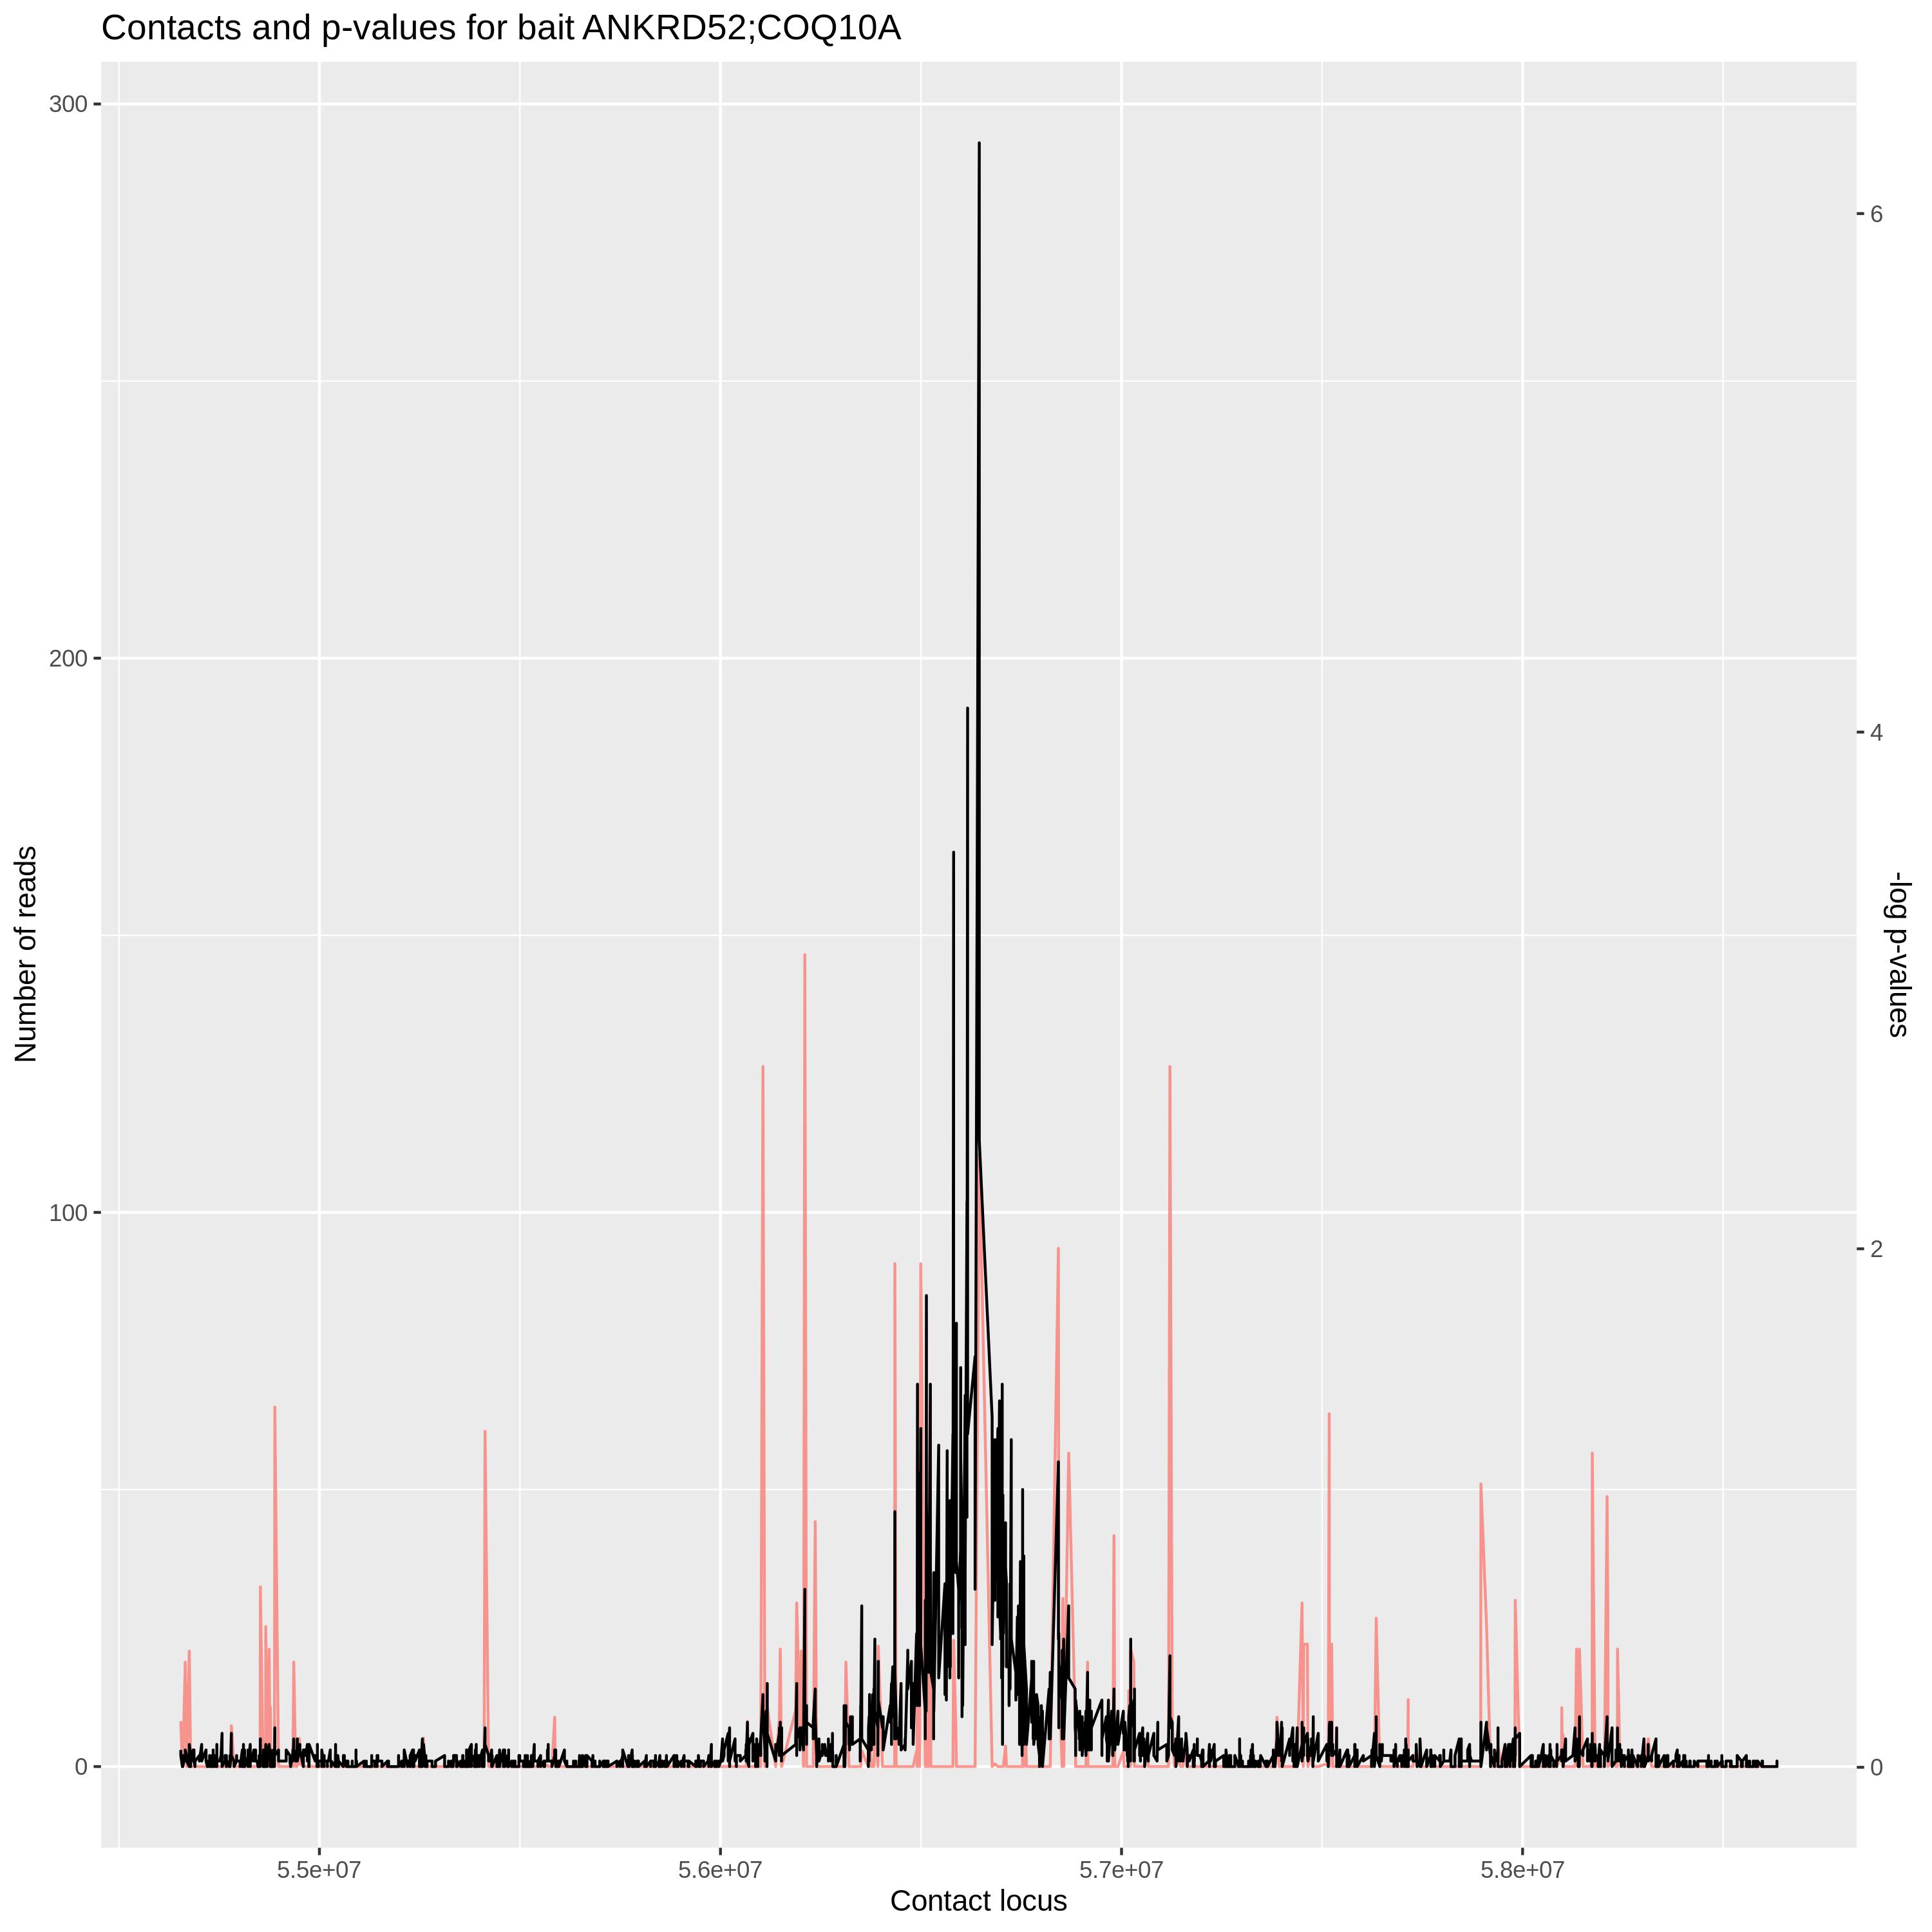 Contacts and p-values for bait ANKRD52;COQ10A
300
200
100
0
Number of reads
6
4
2
0
-log p-values
5.5e+07 5.6e+07 5.7e+07 5.8e+07
Contact locus